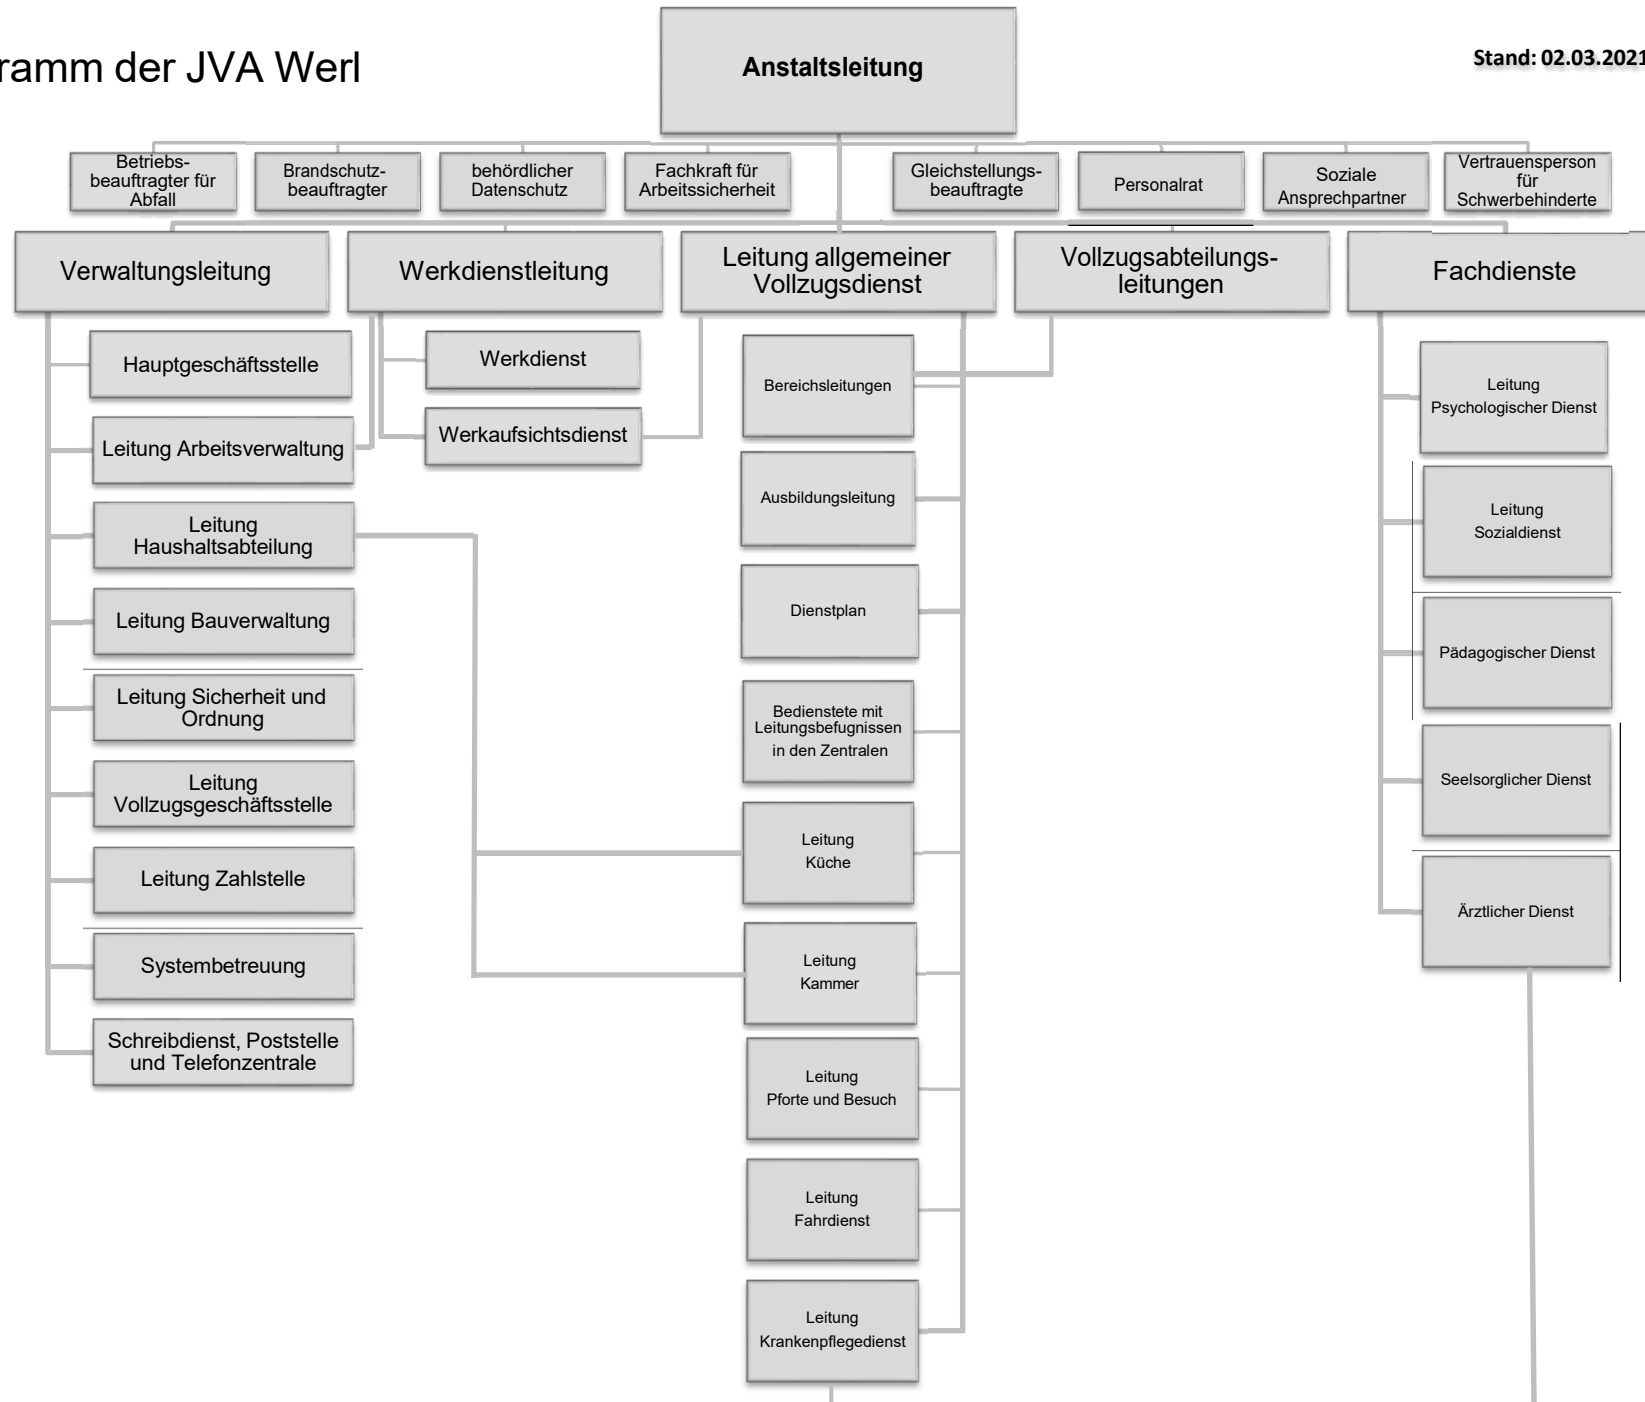 ramm der JVA Werl
Anstaltsleitung
Stand: 02.03.2021
Betriebs-
beauftragter für
Abfall
Brandschutz-
beauftragter
behördlicher
Datenschutz
Fachkraft für
Arbeitssicherheit
Gleichstellungs-
beauftragte
Personalrat
Soziale
Ansprechpartner
Vertrauensperson
für
Schwerbehinderte
Verwaltungsleitung
Werkdienstleitung
Leitung allgemeiner
Vollzugsdienst
Vollzugsabteilungs-
leitungen
Fachdienste
Hauptgeschäftsstelle
Leitung Arbeitsverwaltung
Leitung
Haushaltsabteilung
Leitung Bauverwaltung
Leitung Sicherheit und
Ordnung
Leitung
Vollzugsgeschäftsstelle
Leitung Zahlstelle
Systembetreuung
Schreibdienst, Poststelle
und Telefonzentrale
Werkdienst
Werkaufsichtsdienst
Bereichsleitungen
Ausbildungsleitung
Dienstplan
Bedienstete mit
Leitungsbefugnissen
in den Zentralen
Leitung
Küche
Leitung
Kammer
Leitung
Pforte und Besuch
Leitung
Fahrdienst
Leitung
Krankenpflegedienst
Leitung
Psychologischer Dienst
Leitung
Sozialdienst
Pädagogischer Dienst
Seelsorglicher Dienst
Ärztlicher Dienst